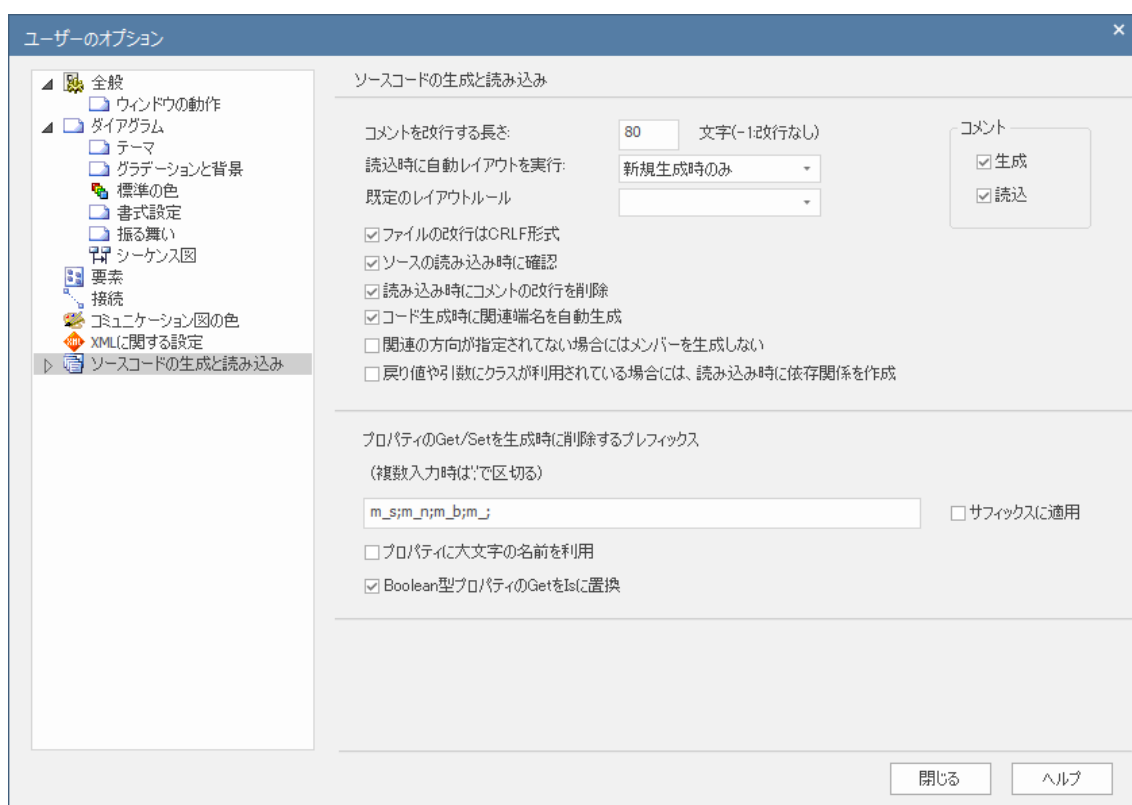 ユーザーのオプション
全般
ウィンドウの動作
ダイアグラム
テーマ
グラデーションと背景
標準の色
書式設定
振る舞い
シーケンス図
要素
接続
コミュニケーション図の色
XMLに関する設定
ソースコードの生成と読み込み
ソースコードの生成と読み込み
コメントを改行する長さ: 80 文字(-1:改行なし)
読込時に自動レイアウトを実行: 新規生成時のみ
既定のレイアウトルール
コメント
生成
読込
ファイルの改行はCRLF形式
ソースの読み込み時に確認
読み込み時にコメントの改行を削除
コード生成時に関連端名を自動生成
関連の方向が指定されてない場合にはメンバーを生成しない
戻り値や引数にクラスが利用されている場合には、読み込み時に依存関係を作成
プロパティのGet/Setを生成時に削除するプレフィックス
(複数入力時は';'で区切る)
m_s;m_n;m_b;m_;
サフィックスに適用
プロパティに大文字の名前を利用
Boolean型プロパティのGetをIsに置換
閉じる ヘルプ